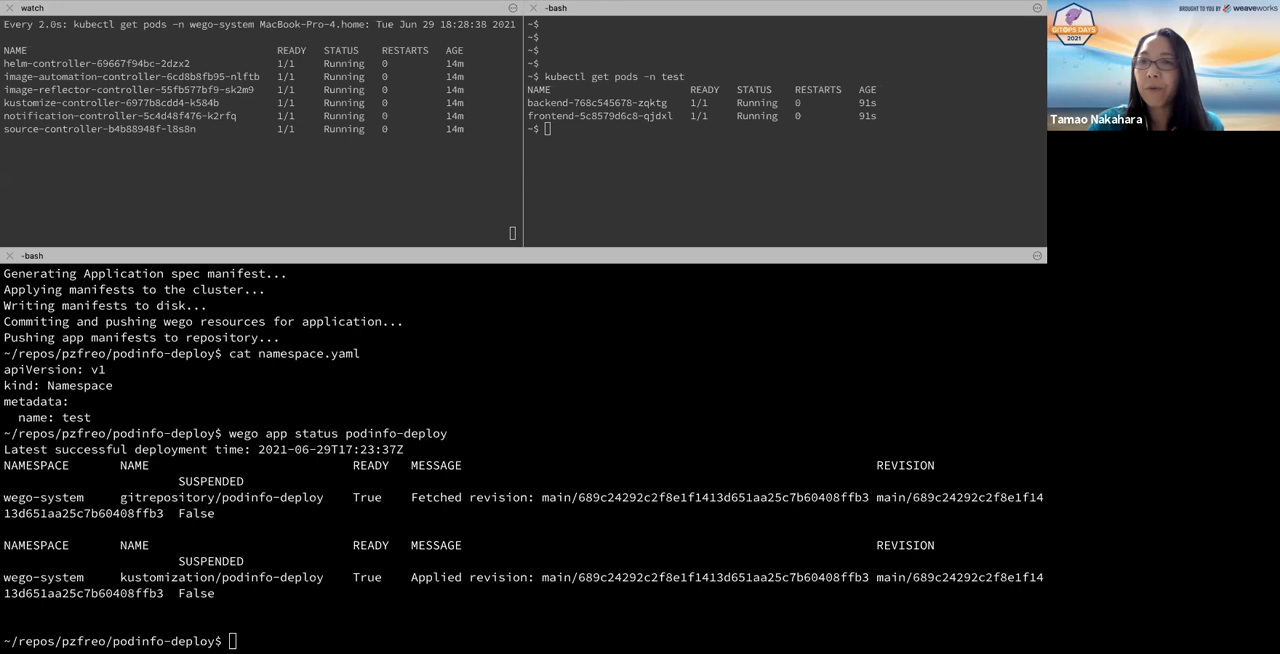 watch
Every 2.0s: kubectl get pods -n wego-system MacBook-Pro-4.home: Tue Jun 29 18:28:38 2021
NAME READY STATUS RESTARTS AGE
helm-controller-69667f94bc-2dzx2 1/1 Running 0 14m
image-automation-controller-6cd8b8fb95-nlftb 1/1 Running 0 14m
image-reflector-controller-55fb577bf9-sk2m9 1/1 Running 0 14m
kustomize-controller-6977b8cdd4-k584b 1/1 Running 0 14m
notification-controller-5c4d48f476-k2rfq 1/1 Running 0 14m
source-controller-b4b88948f-l8s8n 1/1 Running 0 14m
-bash
~$
~$
~$
~$
~$ kubectl get pods -n test
NAME READY STATUS RESTARTS AGE
backend-768c545678-zqktg 1/1 Running 0 91s
frontend-5c8579d6c8-qjdxl 1/1 Running 0 91s
~$
BROUGHT TO YOU BY weaveworks
GITOPS DAYS
2021
Tamao Nakahara
-bash
Generating Application spec manifest...
Applying manifests to the cluster...
Writing manifests to disk...
Commiting and pushing wego resources for application...
Pushing app manifests to repository...
~/repos/pzfreo/podinfo-deploy$ cat namespace.yaml
apiVersion: v1
kind: Namespace
metadata:
  name: test
~/repos/pzfreo/podinfo-deploy$ wego app status podinfo-deploy
Latest successful deployment time: 2021-06-29T17:23:37Z
NAMESPACE NAME READY MESSAGE REVISION
SUSPENDED
wego-system gitrepository/podinfo-deploy True Fetched revision: main/689c24292c2f8e1f1413d651aa25c7b60408ffb3 main/689c24292c2f8e1f14
13d651aa25c7b60408ffb3 False
NAMESPACE NAME READY MESSAGE REVISION
SUSPENDED
wego-system kustomization/podinfo-deploy True Applied revision: main/689c24292c2f8e1f1413d651aa25c7b60408ffb3 main/689c24292c2f8e1f14
13d651aa25c7b60408ffb3 False
~/repos/pzfreo/podinfo-deploy$